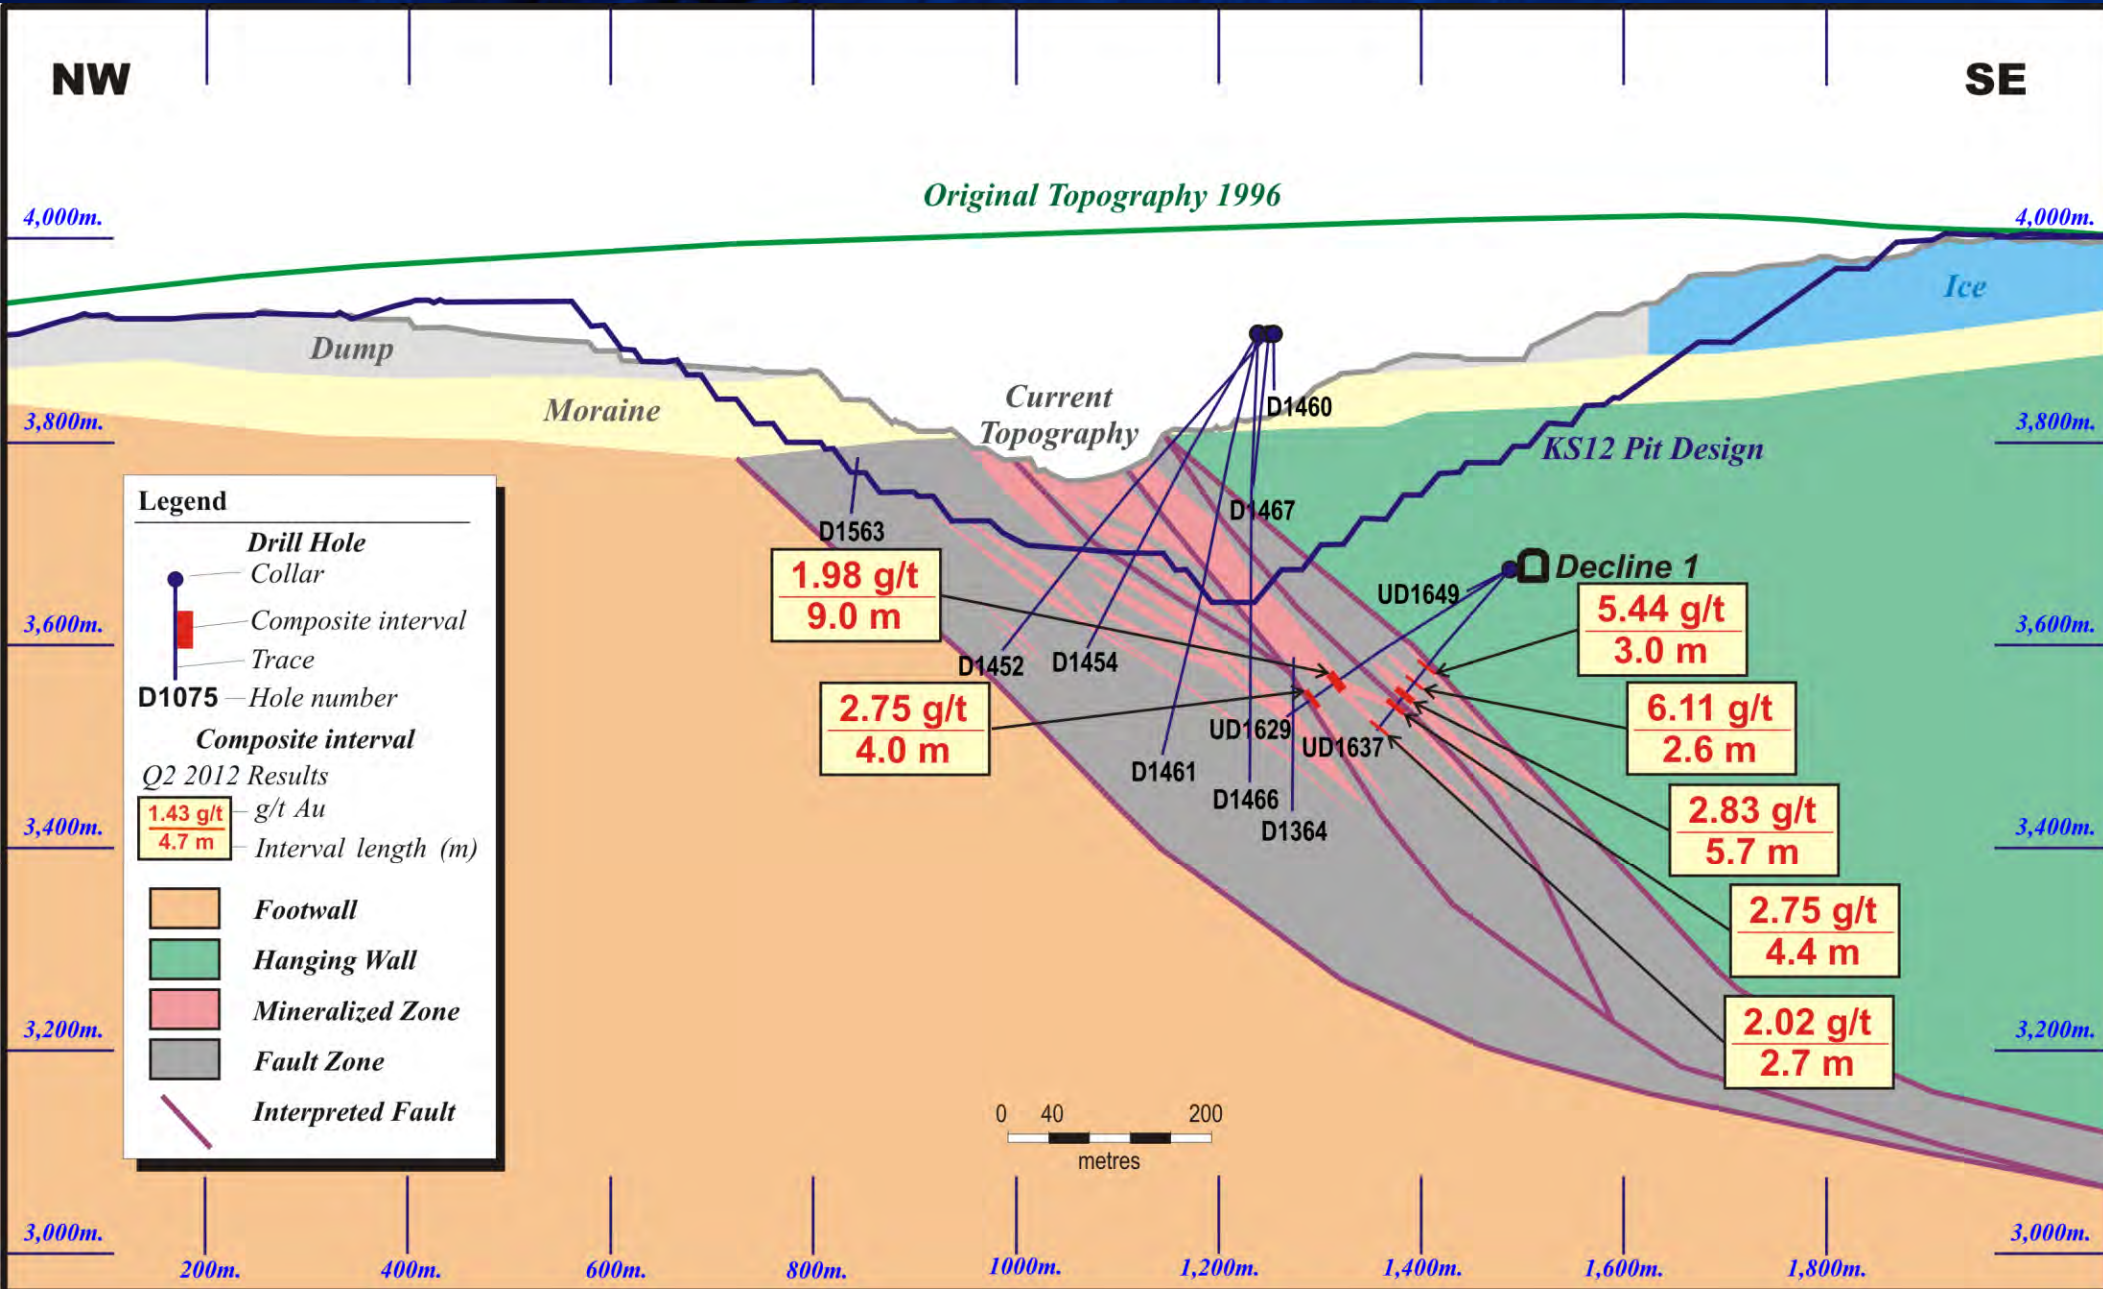 NW
SE
Original Topography 1996
4,000m.
4,000m.
Ice
Dump
Moraine
Current
Topography
D1460
3,800m.
3,800m.
KS12 Pit Design
D1467
D1563
Legend
Drill Hole
Collar
Composite interval
Trace
D1075
Hole number
Composite interval
Q2 2012 Results
1.43 g/t
4.7 m
g/t Au
Interval length (m)
Footwall
Hanging Wall
Mineralized Zone
Fault Zone
Interpreted Fault
1.98 g/t
9.0 m
Decline 1
UD1649
5.44 g/t
3.0 m
3,600m.
3,600m.
D1452
D1454
2.75 g/t
4.0 m
UD1629
UD1637
6.11 g/t
2.6 m
D1461
D1466
D1364
2.83 g/t
5.7 m
3,400m.
3,400m.
2.75 g/t
4.4 m
2.02 g/t
2.7 m
3,200m.
3,200m.
0 40 200
metres
3,000m.
3,000m.
200m. 400m. 600m. 800m. 1000m. 1,200m. 1,400m. 1,600m. 1,800m.